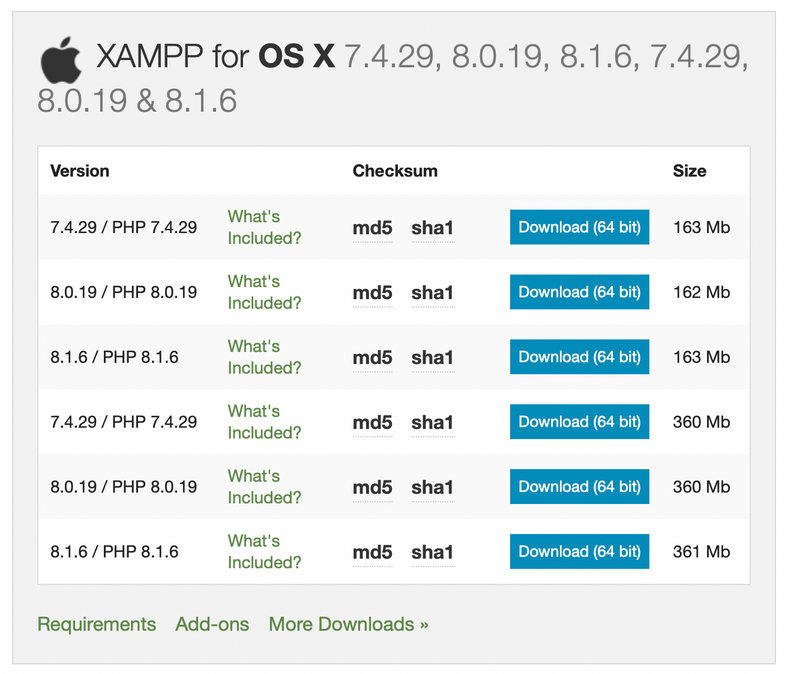 XAMPP for OS X 7.4.29, 8.0.19, 8.1.6, 7.4.29,
8.0.19 & 8.1.6
Version Checksum Size
7.4.29 / PHP 7.4.29 What's Included? md5 sha1 Download (64 bit) 163 Mb
8.0.19 / PHP 8.0.19 What's Included? md5 sha1 Download (64 bit) 162 Mb
8.1.6 / PHP 8.1.6 What's Included? md5 sha1 Download (64 bit) 163 Mb
7.4.29 / PHP 7.4.29 What's Included? md5 sha1 Download (64 bit) 360 Mb
8.0.19 / PHP 8.0.19 What's Included? md5 sha1 Download (64 bit) 360 Mb
8.1.6 / PHP 8.1.6 What's Included? md5 sha1 Download (64 bit) 361 Mb
Requirements Add-ons More Downloads »